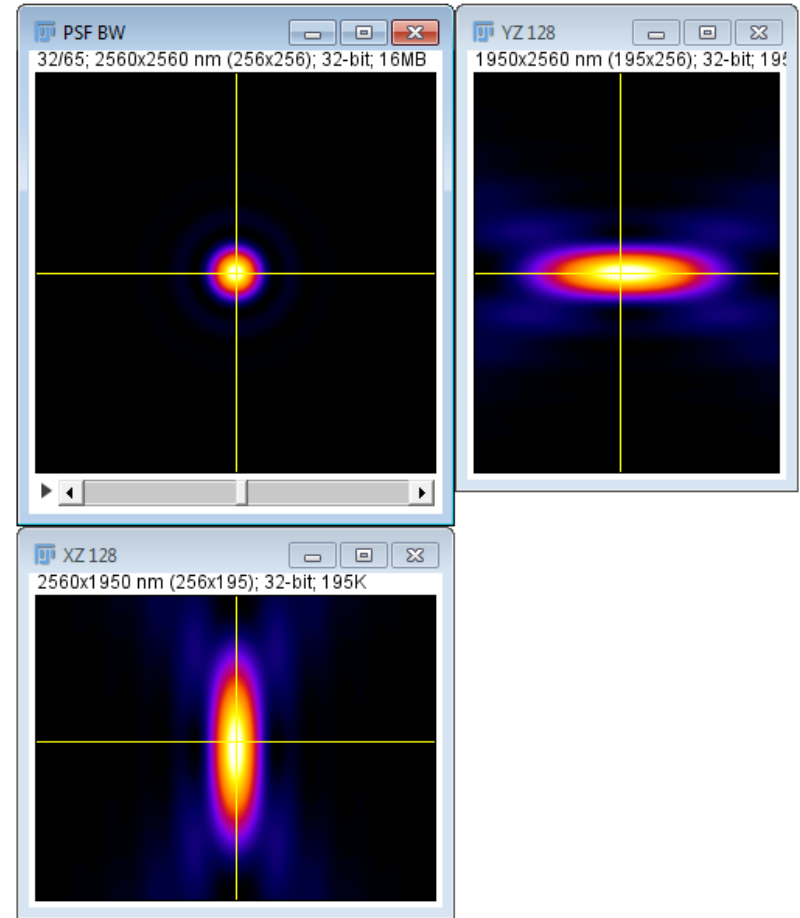 PSF BW
32/65; 2560x2560 nm (256x256); 32-bit; 16MB
YZ 128
1950x2560 nm (195x256); 32-bit; 195
XZ 128
2560x1950 nm (256x195); 32-bit; 195K